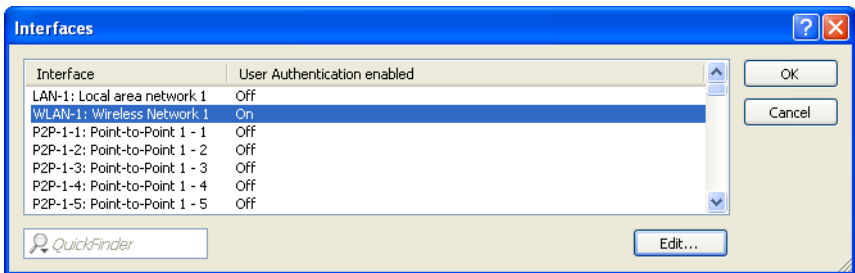 Interfaces
Interface User Authentication enabled
LAN-1: Local area network 1 Off
WLAN-1: Wireless Network 1 On
P2P-1-1: Point-to-Point 1 - 1 Off
P2P-1-2: Point-to-Point 1 - 2 Off
P2P-1-3: Point-to-Point 1 - 3 Off
P2P-1-4: Point-to-Point 1 - 4 Off
P2P-1-5: Point-to-Point 1 - 5 Off
OK
Cancel
QuickFinder
Edit...